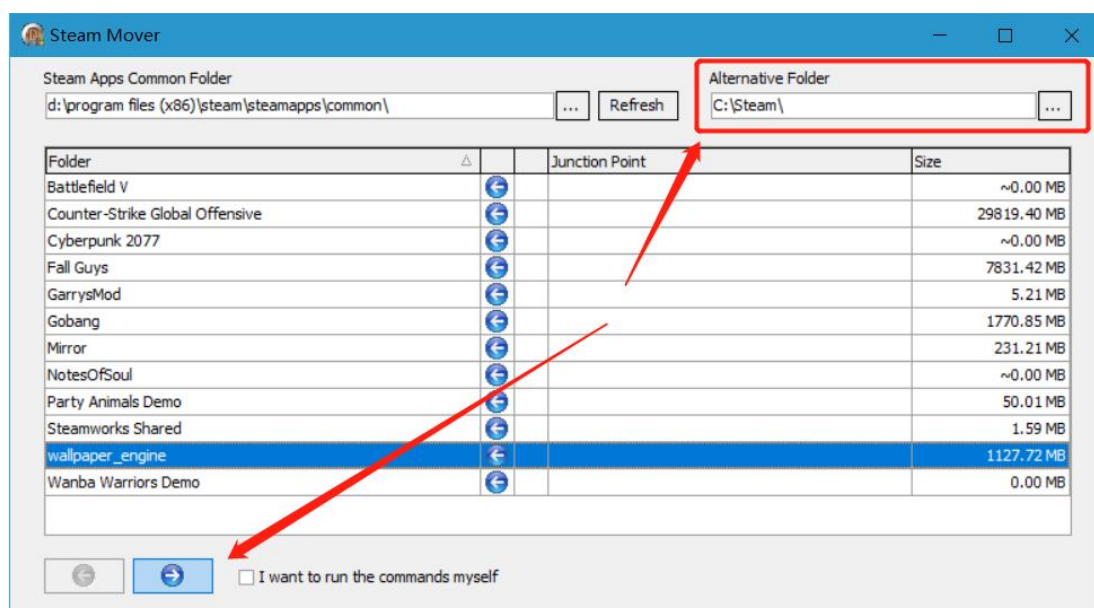 Steam Mover
Steam Apps Common Folder
Alternative Folder
d:\program files (x86)\steam\steamapps\common\ ... Refresh C:\Steam\ ...
Folder Junction Point Size
Battlefield V ~0.00 MB
Counter-Strike Global Offensive 29819.40 MB
Cyberpunk 2077 ~0.00 MB
Fall Guys 7831.42 MB
GarrysMod 5.21 MB
Gobang 1770.85 MB
Mirror 231.21 MB
NotesOfSoul ~0.00 MB
Party Animals Demo 50.01 MB
Steamworks Shared 1.59 MB
wallpaper_engine 1127.72 MB
Wanba Warriors Demo 0.00 MB
I want to run the commands myself